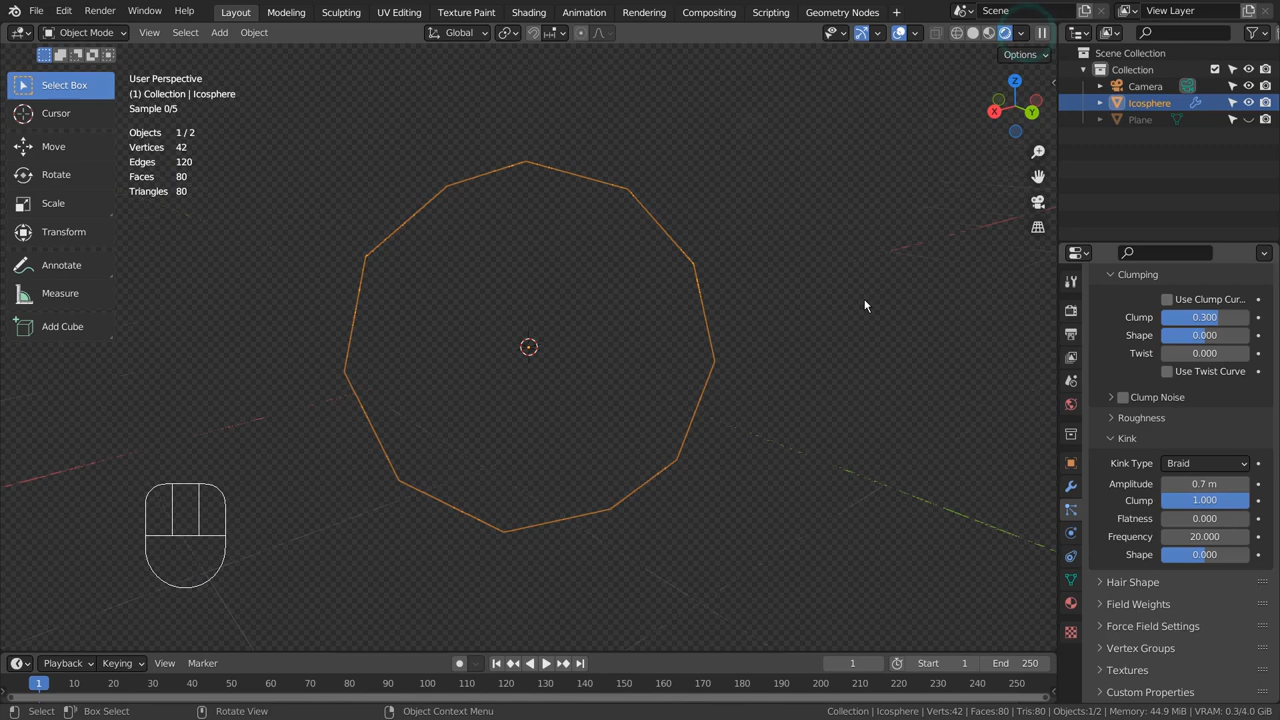 File Edit Render Window Help Layout Modeling Sculpting UV Editing Texture Paint Shading Animation Rendering Compositing Scripting Geometry Nodes + Scene View Layer
Object Mode View Select Add Object Global
Options
Scene Collection
Collection
Camera
Icosphere
Plane
Select Box
Cursor
Move
Rotate
Scale
Transform
Annotate
Measure
Add Cube
User Perspective
(1) Collection | Icosphere
Sample 0/5
Objects 1 / 2
Vertices 42
Edges 120
Faces 80
Triangles 80
Z
X
Y
Clumping
Use Clump Cur...
Clump 0.300
Shape 0.000
Twist 0.000
Use Twist Curve
Clump Noise
Roughness
Kink
Kink Type Braid
Amplitude 0.7 m
Clump 1.000
Flatness 0.000
Frequency 20.000
Shape 0.000
Hair Shape
Field Weights
Force Field Settings
Vertex Groups
Textures
Custom Properties
Playback Keying View Marker 1 Start 1 End 250
1 10 20 30 40 50 60 70 80 90 100 110 120 130 140 150 160 170 180 190 200 210 220 230 240 250
Select Box Select Rotate View Object Context Menu Collection | Icosphere | Verts:42 | Faces:80 | Tris:80 | Objects:1/2 | Memory: 44.9 MiB | VRAM: 0.3/4.0 GiB